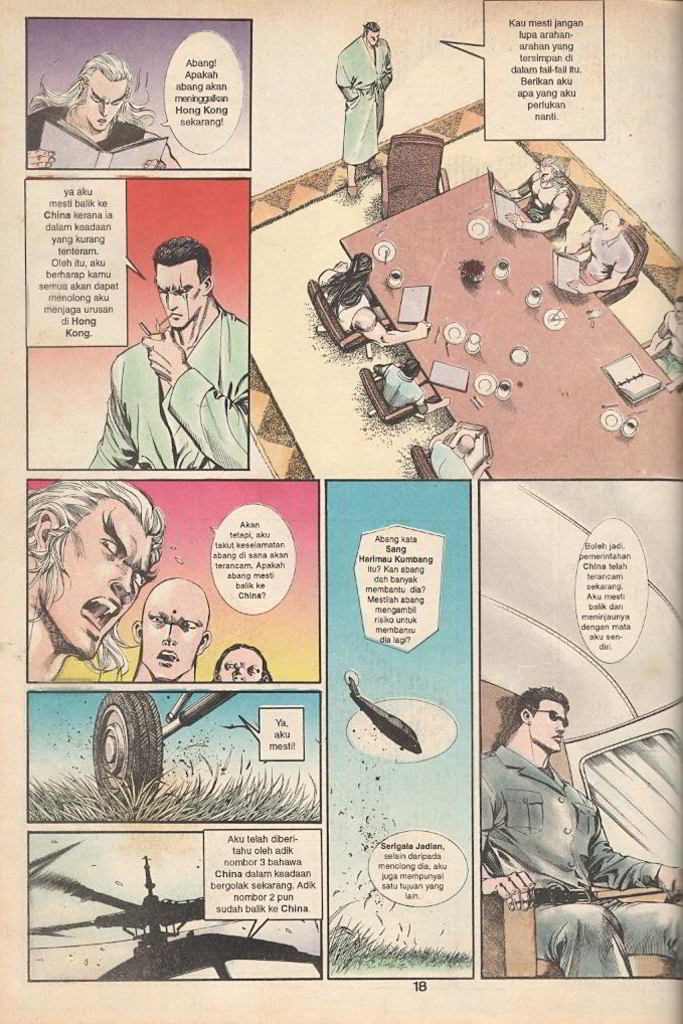 Abang!
Apakah
abang akan
meninggalkan
Hong Kong
sekarang!
Kau mesti jangan
lupa arahan-
arahan yang
tersimpan di
dalam fail-fail itu.
Berikan aku
apa yang aku
perlukan
nanti.
ya aku
mesti balik ke
China kerana ia
dalam keadaan
yang kurang
tenteram.
Oleh itu, aku
berharap kamu
semua akan dapat
menolong aku
menjaga urusan
di Hong
Kong.
Akan
tetapi, aku
takut keselamatan
abang di sana akan
terancam. Apakah
abang mesti
balik ke
China?
Ya,
aku
mesti!
Aku telah diberi-
tahu oleh adik
nombor 3 bahawa
China dalam keadaan
bergolak sekarang. Adik
nombor 2 pun
sudah balik ke China.
Abang kata
Sang
Harimau Kumbang
itu? Kan abang
dah banyak
membantu dia?
Mestilah abang
mengambil
risiko untuk
membantu
dia lagi?
Serigala Jadian,
selain daripada
menolong dia, aku
juga mempunyai
satu tujuan yang
lain.
Boleh jadi,
pemerintahan
China telah
terancam
sekarang.
Aku mesti
balik dan
meninjaunya
dengan mata
aku sen-
diri.
18